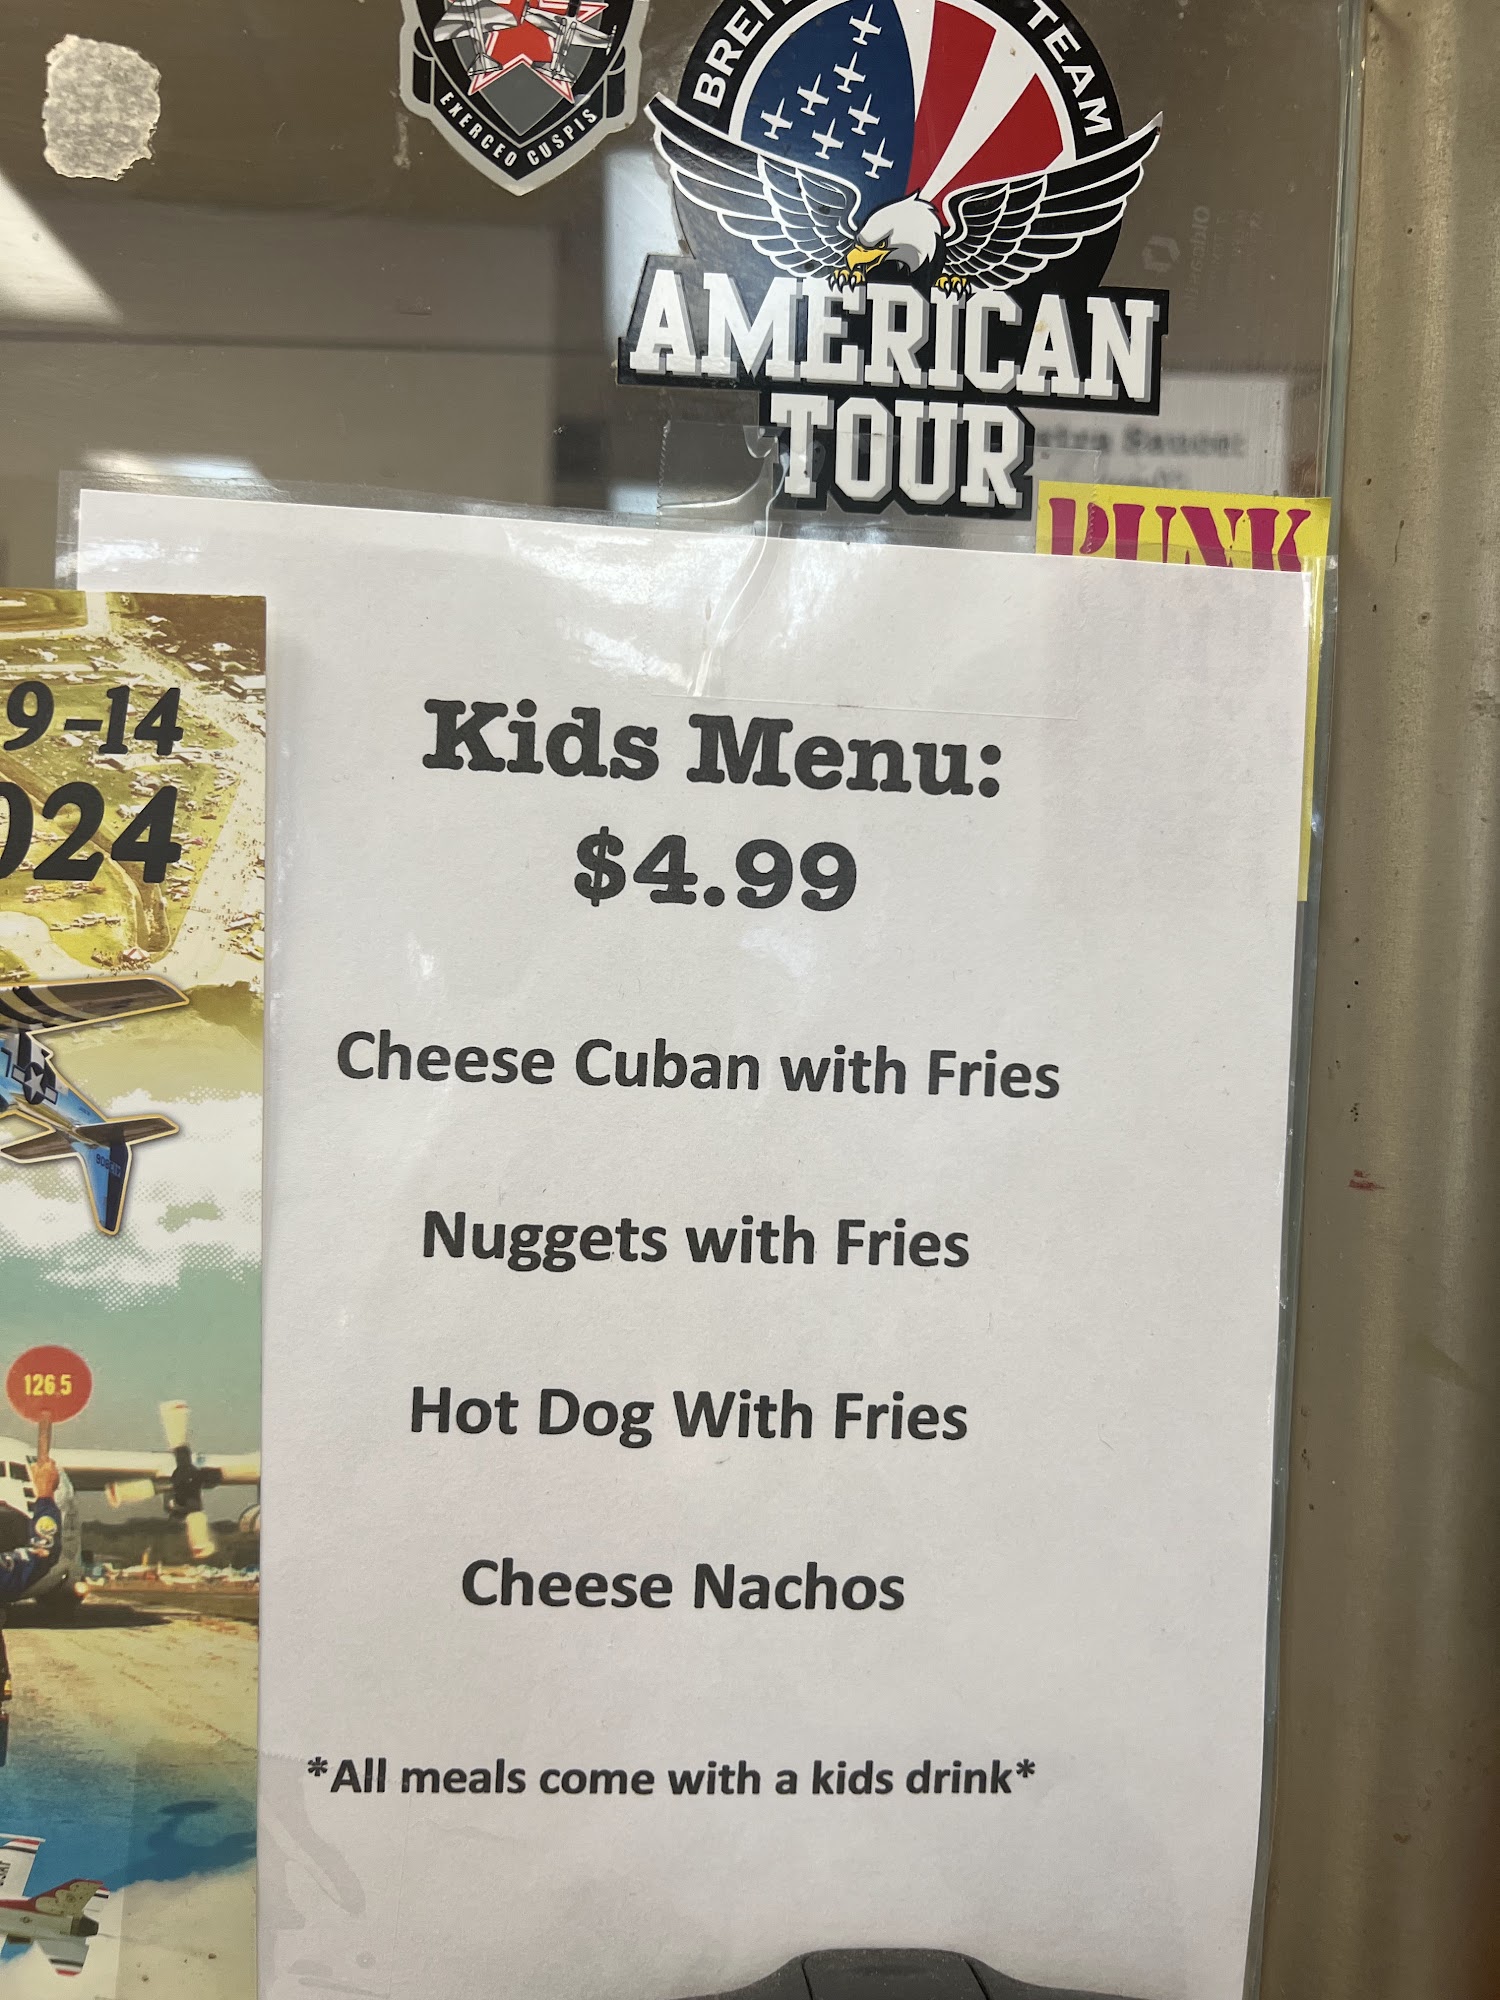 EXERCEO CUSPIS
TEAM
AMERICAN
TOUR
PUNK
9-14
024
126.5
Kids Menu:
$4.99
Cheese Cuban with Fries
Nuggets with Fries
Hot Dog With Fries
Cheese Nachos
*All meals come with a kids drink*